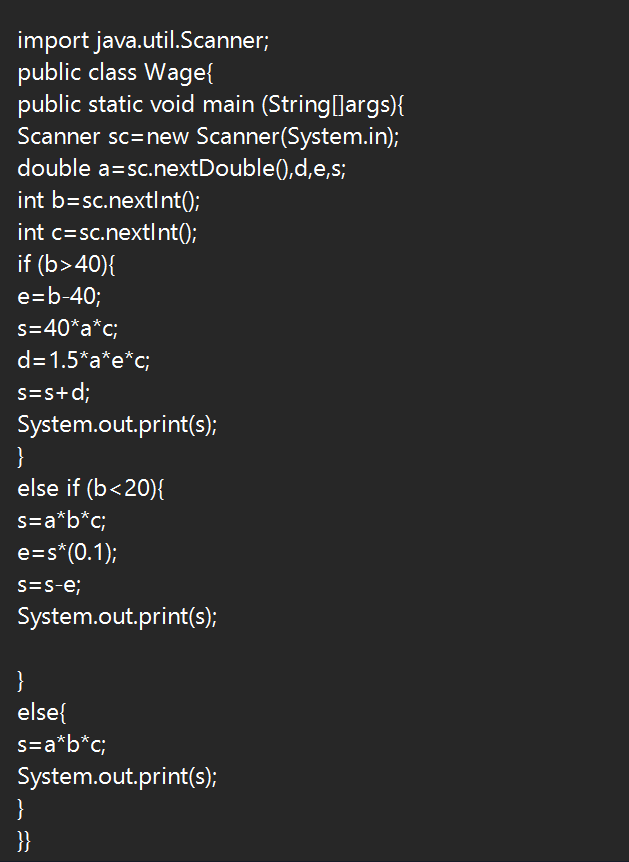 import java.util.Scanner;
public class Wage{
public static void main (String[]args){
Scanner sc=new Scanner(System.in);
double a=sc.nextDouble(),d,e,s;
int b=sc.nextInt();
int c=sc.nextInt();
if (b>40){
e=b-40;
s=40*a*c;
d=1.5*a*e*c;
s=s+d;
System.out.print(s);
}
else if (b<20){
s=a*b*c;
e=s*(0.1);
s=s-e;
System.out.print(s);
}
else{
s=a*b*c;
System.out.print(s);
}
}}